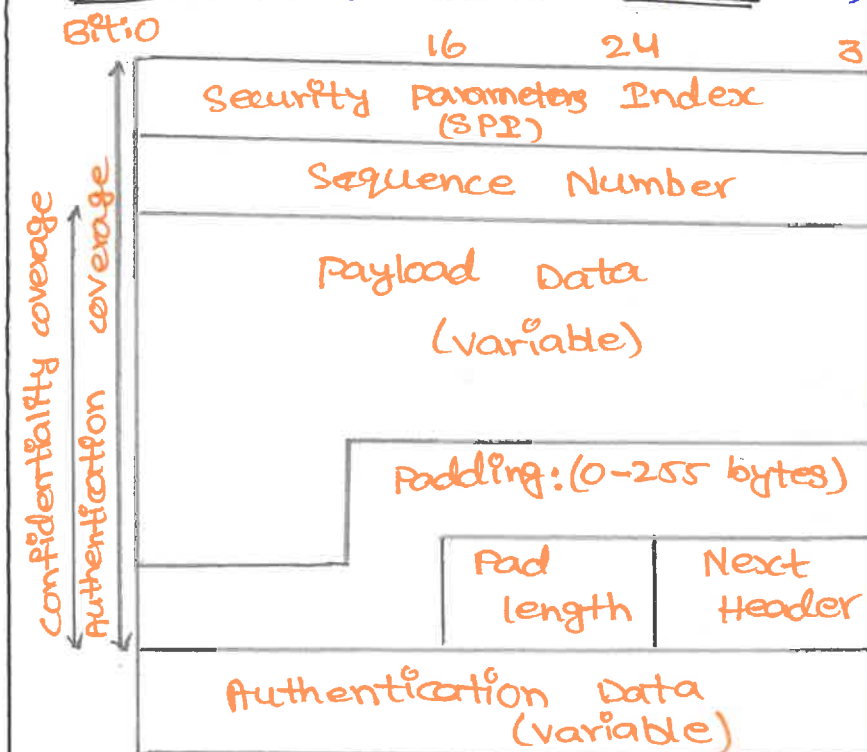 Bit:0 16 24 3
Security Parameters Index
(SPI)
Sequence Number
Payload Data
(variable)
Padding:(0-255 bytes)
Pad
length
Next
Header
Authentication Data
(variable)
Confidentiality coverage
Authentication coverage